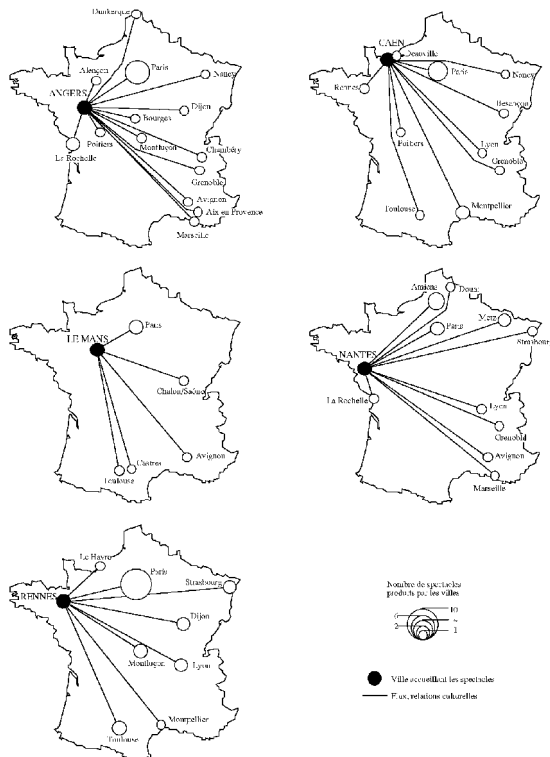 Dunkerque
Paris
Alençon
Nancy
ANGERS
Dijon
Bourges
Poitiers
Montluçon
La Rochelle
Chambéry
Grenoble
Avignon
Aix en Provence
Marseille
CAEN
Deauville
Paris
Nancy
Rennes
Besançon
Poitiers
Lyon
Grenoble
Toulouse
Montpellier
Paris
LE MANS
Chalon/Saône
Avignon
Castres
Toulouse
Amiens
Douai
Metz
Paris
Strasbourg
NANTES
La Rochelle
Lyon
Grenoble
Avignon
Marseille
Le Havre
Paris
Strasbourg
RENNES
Dijon
Montluçon
Lyon
Montpellier
Toulouse
Nombre de spectacles
produits par les villes
10
6
2
1
Ville accueillant les spectacles
Flux, relations culturelles